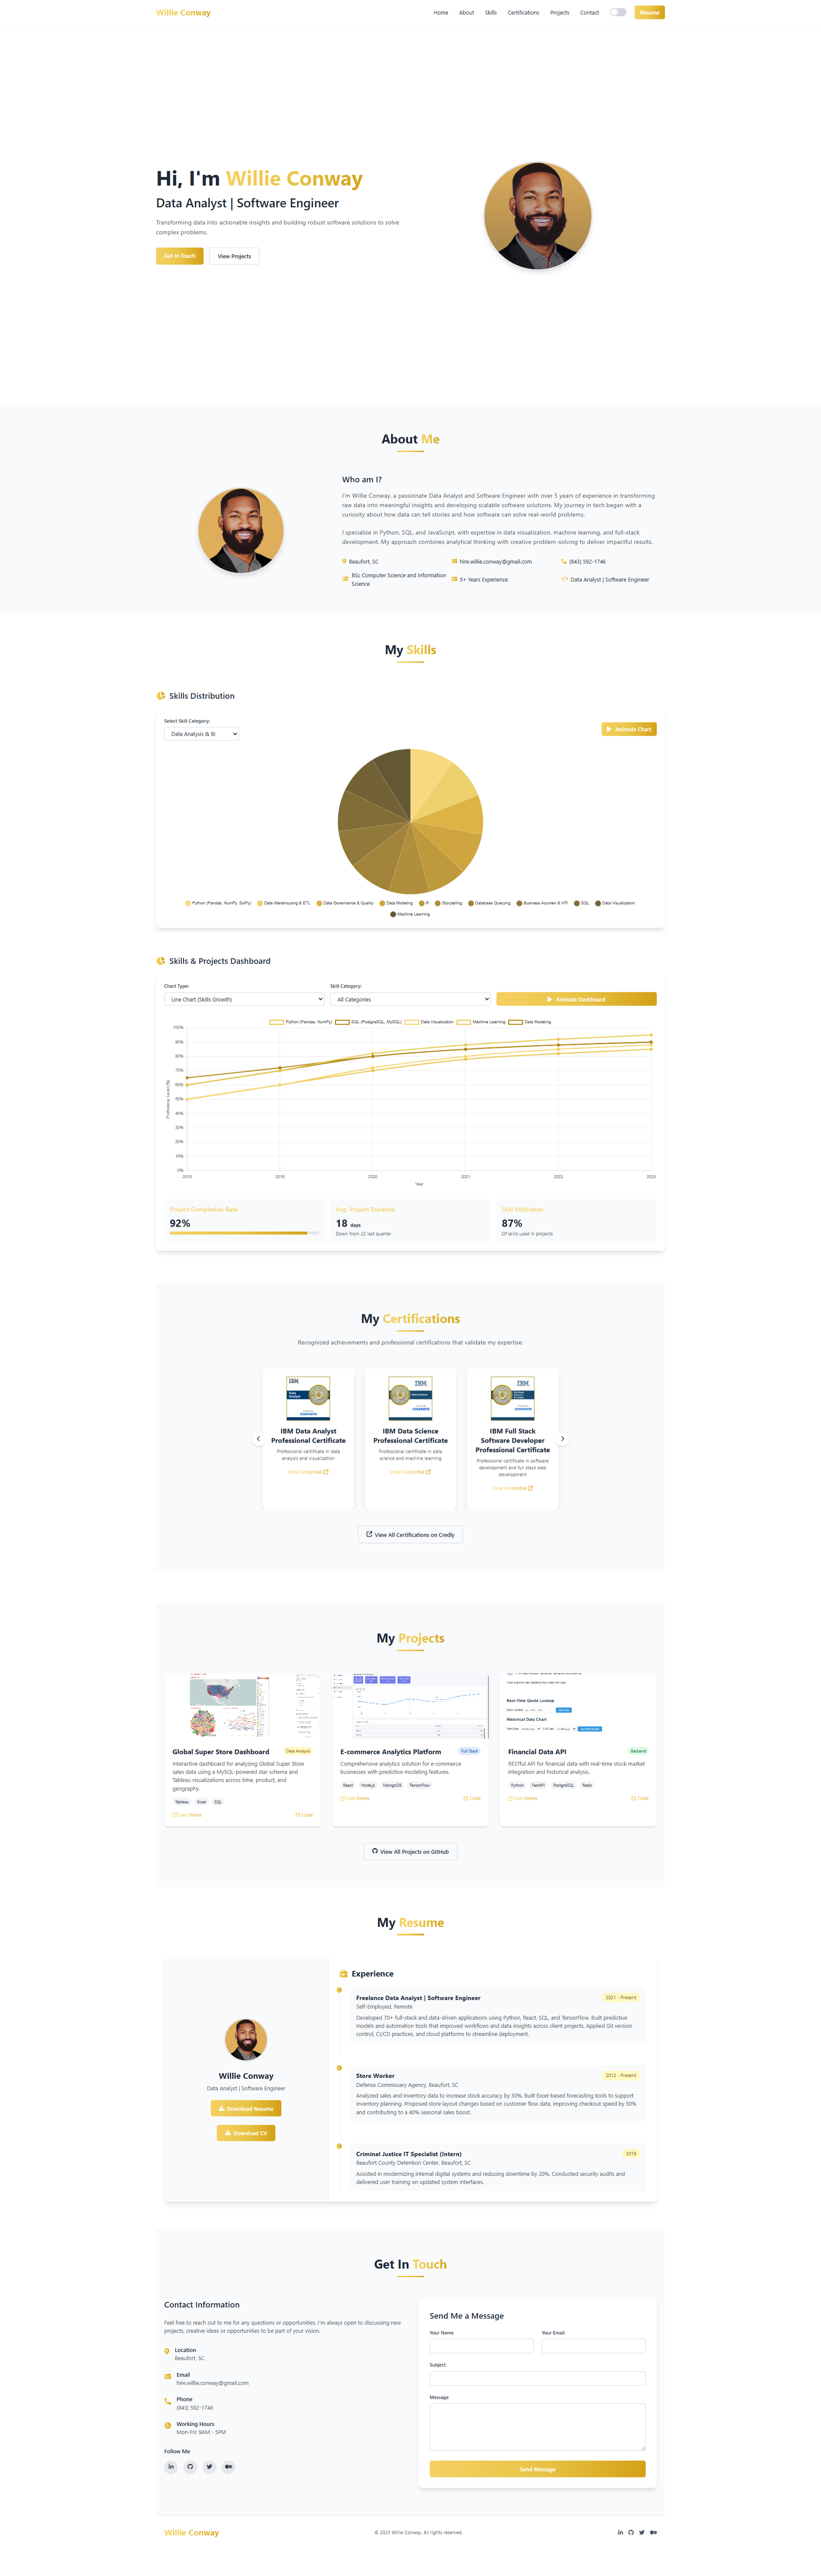 Willie Conway
Home About Skills Certifications Projects Contact Resume
Hi, I'm Willie Conway
Data Analyst | Software Engineer
Transforming data into actionable insights and building robust software solutions to solve
complex problems.
Get In Touch View Projects
About Me
Who am I?
I'm Willie Conway, a passionate Data Analyst and Software Engineer with over 5 years of experience in transforming
raw data into meaningful insights and developing scalable software solutions. My journey in tech began with a
curiosity about how data can tell stories and how software can solve real-world problems.
I specialize in Python, SQL, and JavaScript, with expertise in data visualization, machine learning, and full-stack
development. My approach combines analytical thinking with creative problem-solving to deliver impactful results.
Beaufort, SC hire.willie.conway@gmail.com (843) 592-1746
BSc Computer Science and Information
Science
5+ Years Experience Data Analyst | Software Engineer
My Skills
Skills Distribution
Select Skill Category:
Data Analysis & BI Animate Chart
Python (Pandas, NumPy, SciPy) Data Warehousing & ETL Data Governance & Quality Data Modeling R Storytelling Database Querying Business Acumen & KPI SQL Data Visualization
Machine Learning
Skills & Projects Dashboard
Chart Type: Skill Category:
Line Chart (Skills Growth) All Categories Animate Dashboard
Python (Pandas, NumPy) SQL (PostgreSQL, MySQL) Data Visualization Machine Learning Data Modeling
100%
90%
80%
70%
60%
50%
40%
30%
20%
10%
0%
Proficiency Level (%)
2018 2019 2020 2021 2022 2023
Year
Project Completion Rate
92%
Avg. Project Duration
18 days
Down from 22 last quarter
Skill Utilization
87%
Of skills used in projects
My Certifications
Recognized achievements and professional certifications that validate my expertise.
IBM
Data
Analyst
IBM Data Analyst
Professional Certificate
Professional certificate in data
analysis and visualization
View Credential
IBM
Data Science
IBM Data Science
Professional Certificate
Professional certificate in data
science and machine learning
View Credential
IBM
IBM Full Stack
Software Developer
Professional Certificate
Professional certificate in software
development and full stack web
development
View Credential
View All Certifications on Credly
My Projects
Global Super Store Dashboard Data Analysis
Interactive dashboard for analyzing Global Super Store
sales data using a MySQL-powered star schema and
Tableau visualizations across time, product, and
geography.
Tableau Excel SQL
Live Demo Code
E-commerce Analytics Platform Full Stack
Comprehensive analytics solution for e-commerce
businesses with predictive modeling features.
React Node.js MongoDB TensorFlow
Live Demo Code
Real-Time Quote Lookup
Historical Data Chart
Financial Data API Backend
RESTful API for financial data with real-time stock market
integration and historical analysis.
Python FastAPI PostgreSQL Redis
Live Demo Code
View All Projects on GitHub
My Resume
Willie Conway
Data Analyst | Software Engineer
Download Resume
Download CV
Experience
Freelance Data Analyst | Software Engineer 2021 - Present
Self-Employed, Remote
Developed 70+ full-stack and data-driven applications using Python, React, SQL, and TensorFlow. Built predictive
models and automation tools that improved workflows and data insights across client projects. Applied Git version
control, CI/CD practices, and cloud platforms to streamline deployment.
Store Worker 2012 - Present
Defense Commissary Agency, Beaufort, SC
Analyzed sales and inventory data to increase stock accuracy by 30%. Built Excel-based forecasting tools to support
inventory planning. Proposed store layout changes based on customer flow data, improving checkout speed by 50%
and contributing to a 40% seasonal sales boost.
Criminal Justice IT Specialist (Intern) 2018
Beaufort County Detention Center, Beaufort, SC
Assisted in modernizing internal digital systems and reducing downtime by 20%. Conducted security audits and
delivered user training on updated system interfaces.
Get In Touch
Contact Information
Feel free to reach out to me for any questions or opportunities. I'm always open to discussing new
projects, creative ideas or opportunities to be part of your vision.
Location
Beaufort, SC
Email
hire.willie.conway@gmail.com
Phone
(843) 592-1746
Working Hours
Mon-Fri: 9AM - 5PM
Follow Me
Send Me a Message
Your Name Your Email
Subject
Message
Send Message
Willie Conway © 2023 Willie Conway. All rights reserved.